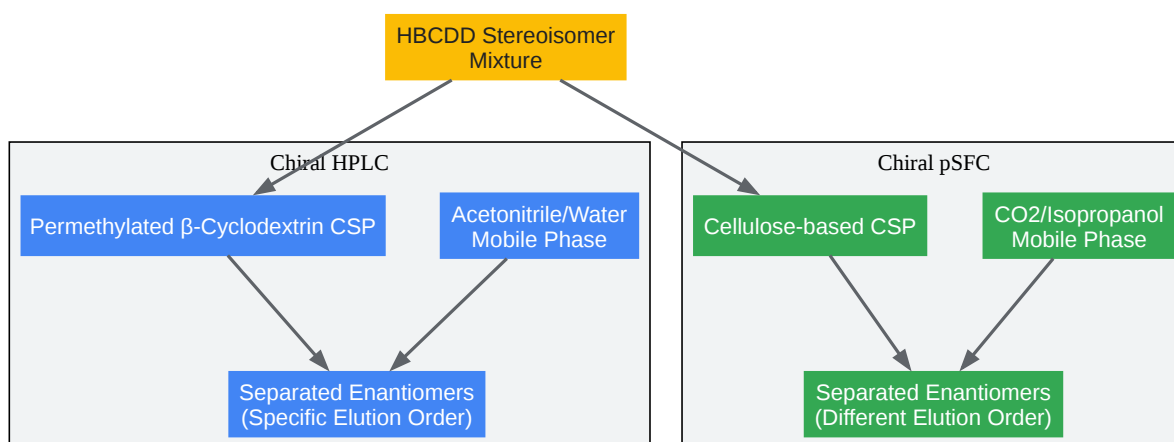 HBCDD Stereoisomer
Mixture
Chiral HPLC
Permethylated β-Cyclodextrin CSP
Acetonitrile/Water
Mobile Phase
Separated Enantiomers
(Specific Elution Order)
Chiral pSFC
Cellulose-based CSP
CO2/Isopropanol
Mobile Phase
Separated Enantiomers
(Different Elution Order)